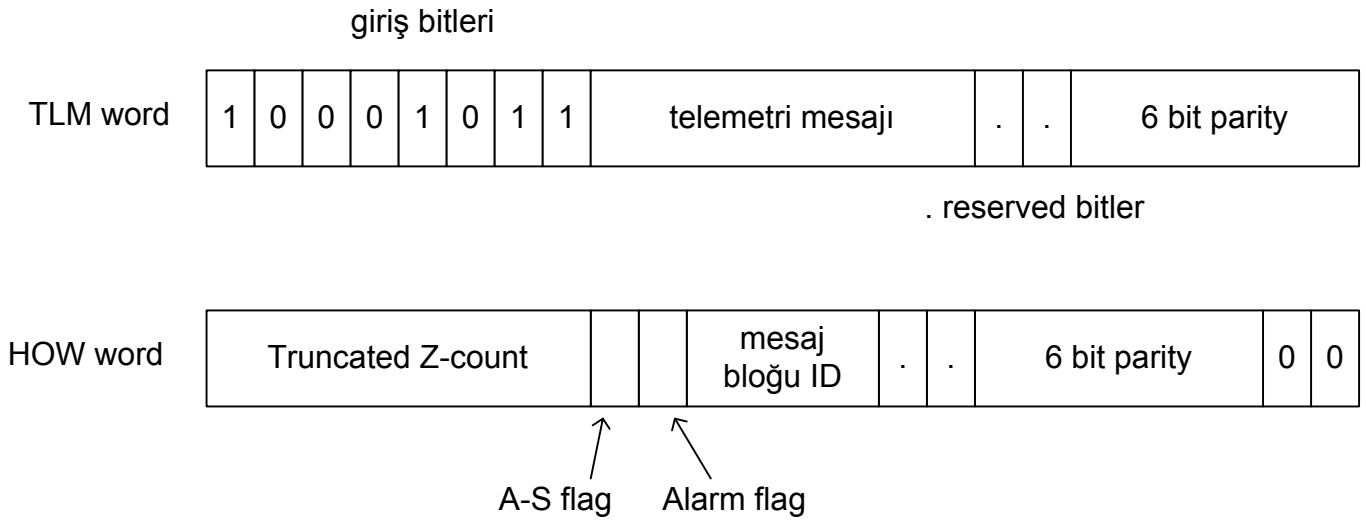 giriş bitleri
TLM word 1 0 0 0 1 0 1 1 telemetri mesajı . . 6 bit parity
. reserved bitler
HOW word Truncated Z-count mesaj bloğu ID . . 6 bit parity 0 0
A-S flag Alarm flag